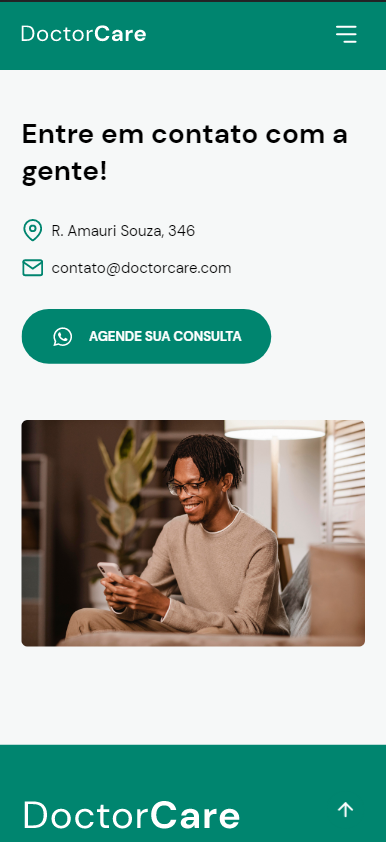 DoctorCare
Entre em contato com a
gente!
R. Amauri Souza, 346
contato@doctorcare.com
AGENDE SUA CONSULTA
DoctorCare